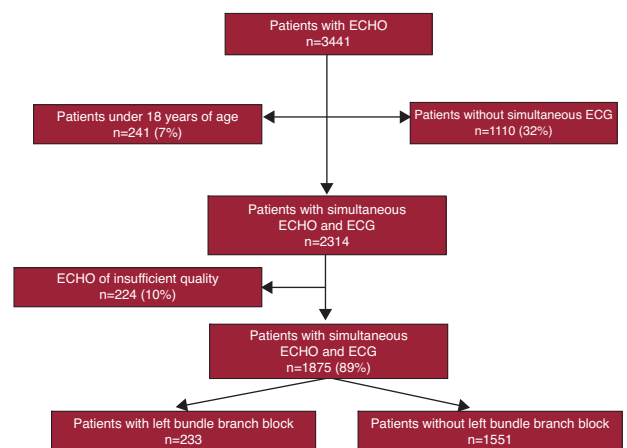 Patients with ECHO
n=3441
Patients under 18 years of age
n=241 (7%)
Patients without simultaneous ECG
n=1110 (32%)
Patients with simultaneous
ECHO and ECG
n=2314
ECHO of insufficient quality
n=224 (10%)
Patients with simultaneous
ECHO and ECG
n=1875 (89%)
Patients with left bundle branch block
n=233
Patients without left bundle branch block
n=1551